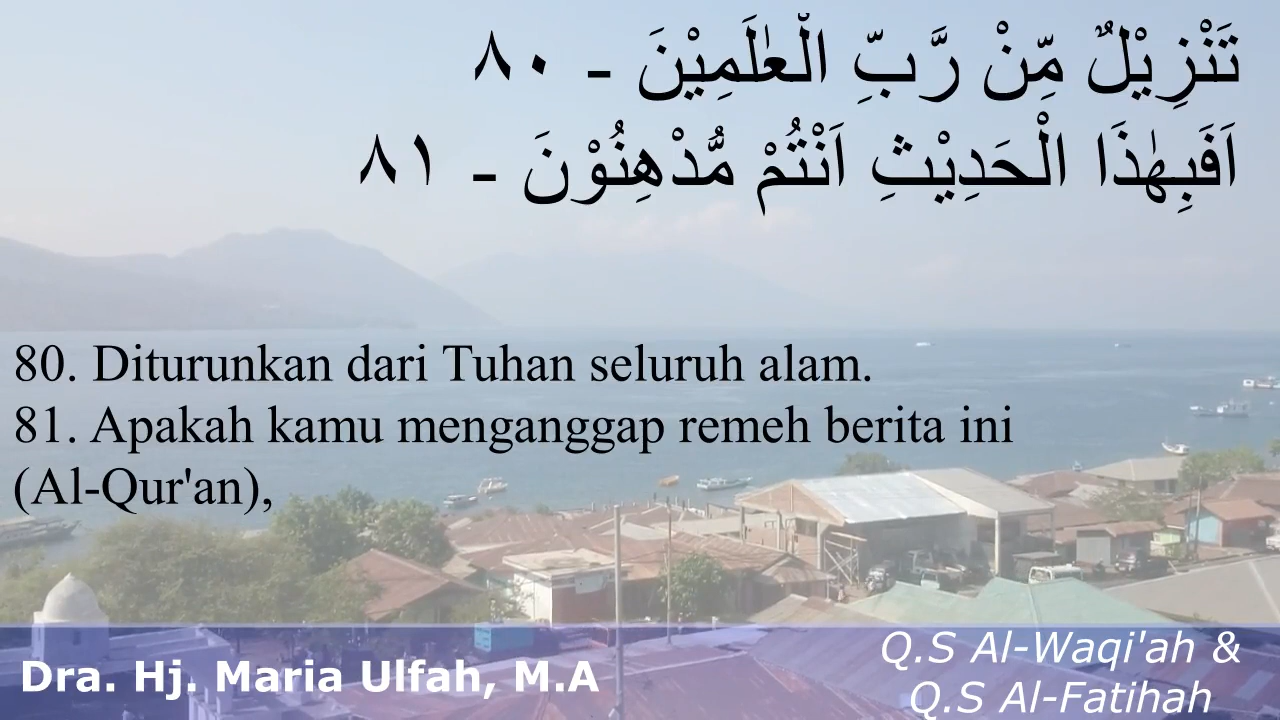 تَنْزِيْلٌ مِّنْ رَّبِّ الْعٰلَمِيْنَ - ٨٠
اَفَبِهٰذَا الْحَدِيْثِ اَنْتُمْ مُّدْهِنُوْنَ - ٨١
80. Diturunkan dari Tuhan seluruh alam.
81. Apakah kamu menganggap remeh berita ini
(Al-Qur'an),
Dra. Hj. Maria Ulfah, M.A
Q.S Al-Waqi'ah &
Q.S Al-Fatihah